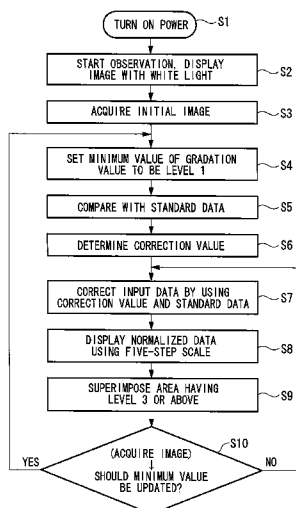 TURN ON POWER
S1
START OBSERVATION, DISPLAY
IMAGE WITH WHITE LIGHT
S2
ACQUIRE INITIAL IMAGE
S3
SET MINIMUM VALUE OF GRADATION
VALUE TO BE LEVEL 1
S4
COMPARE WITH STANDARD DATA
S5
DETERMINE CORRECTION VALUE
S6
CORRECT INPUT DATA BY USING
CORRECTION VALUE AND STANDARD DATA
S7
DISPLAY NORMALIZED DATA
USING FIVE-STEP SCALE
S8
SUPERIMPOSE AREA HAVING
LEVEL 3 OR ABOVE
S9
S10
(ACQUIRE IMAGE)
YES
NO
SHOULD MINIMUM VALUE
BE UPDATED?